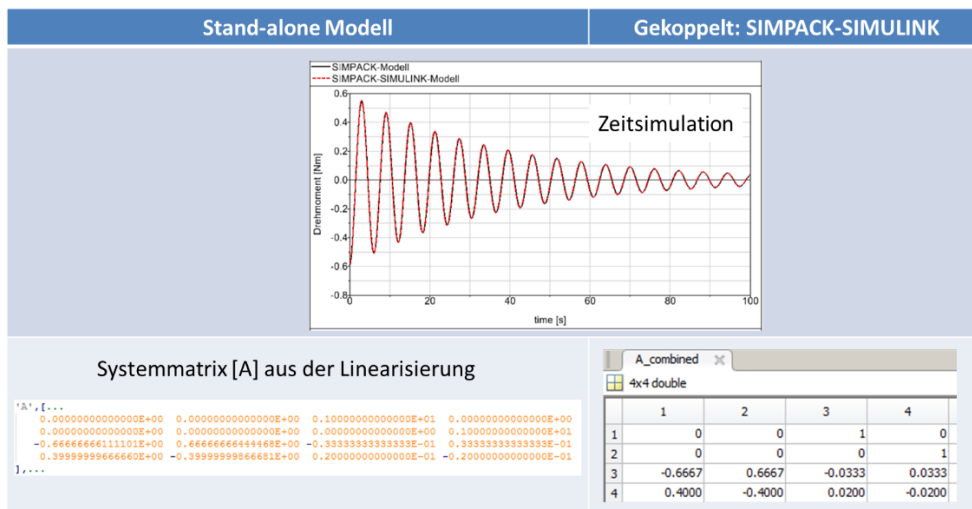 Stand-alone Modell
Gekoppelt: SIMPACK-SIMULINK
SIMPACK-Modell
SIMPACK-SIMULINK-Modell
Zeitsimulation
Drehmoment [Nm]
0.6
0.4
0.2
0.0
-0.2
-0.4
-0.6
-0.8
0 20 40 60 80 100
time [s]
Systemmatrix [A] aus der Linearisierung
'A',[...
0.00000000000000E+00 0.00000000000000E+00 0.10000000000000E+01 0.00000000000000E+00
0.00000000000000E+00 0.00000000000000E+00 0.00000000000000E+00 0.10000000000000E+01
-0.66666666111101E+00 0.66666666444468E+00 -0.33333333333333E-01 0.33333333333333E-01
0.39999999666660E+00 -0.39999999866681E+00 0.20000000000000E-01 -0.20000000000000E-01
],...
A_combined
4x4 double
1 2 3 4
1 0 0 1 0
2 0 0 0 1
3 -0.6667 0.6667 -0.0333 0.0333
4 0.4000 -0.4000 0.0200 -0.0200